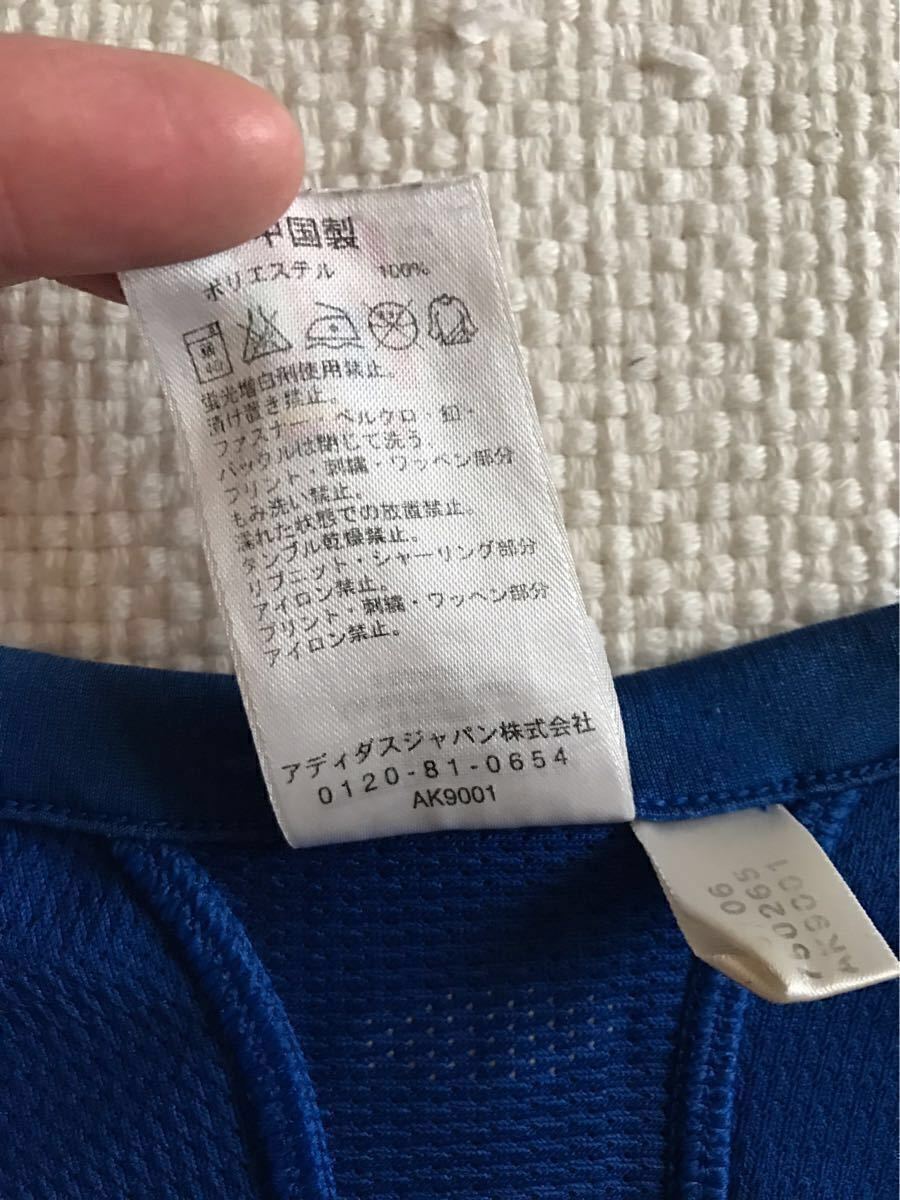 中国製
ポリエステル 100%
蛍光増白剤使用禁止。
漬け置き禁止。
ファスナー・ベルクロ・釦・
バックルは閉じて洗う
プリント・刺繍・ワッペン部分
もみ洗い禁止。
濡れた状態での放置禁止。
タンブル乾燥禁止。
リブニット・シャーリング部分
アイロン禁止。
プリント・刺繍・ワッペン部分
アイロン禁止。
アディダスジャパン株式会社
0120-81-0654
AK9001
06
AK9001